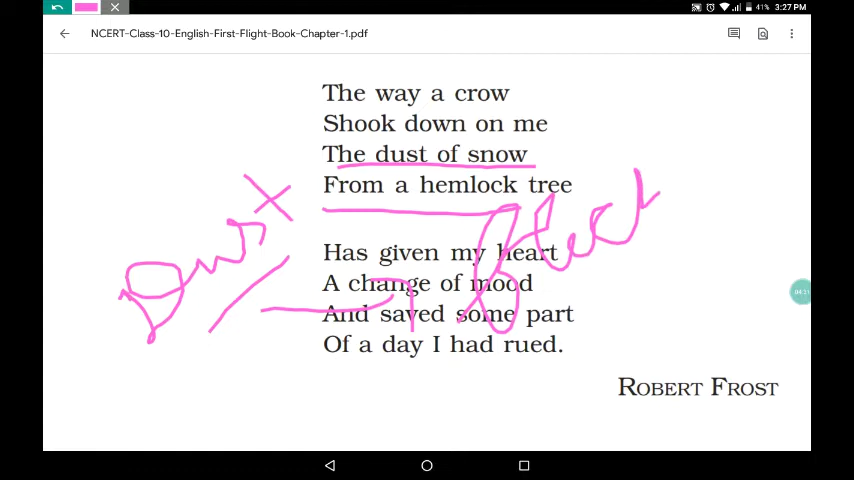 41% 3:27 PM
NCERT-Class-10-English-First-Flight-Book-Chapter-1.pdf
The way a crow
Shook down on me
The dust of snow
From a hemlock tree
Has given my heart
A change of mood
And saved some part
Of a day I had rued.
ROBERT FROST